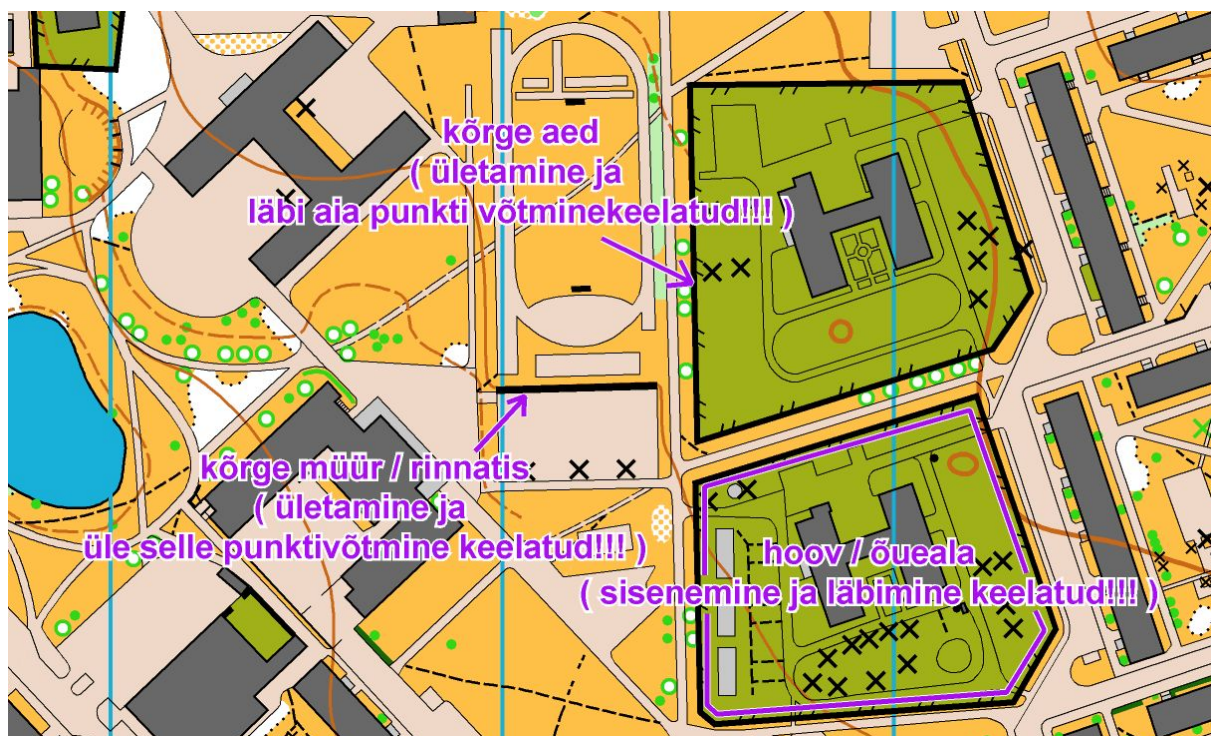 kõrge aed
( ületamine ja
läbi aia punkti võtminekeelatud!!! )
kõrge müür / rinnatis
( ületamine ja
üle selle punktivõtmine keelatud!!! )
hoov / õueala
( sisenemine ja läbimine keelatud!!! )